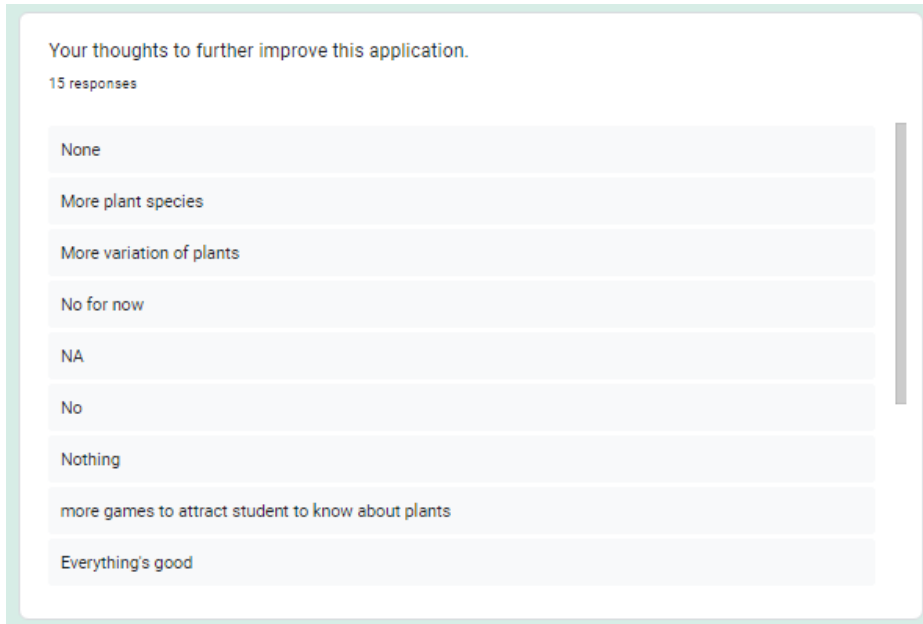 Your thoughts to further improve this application.
15 responses
None
More plant species
More variation of plants
No for now
NA
No
Nothing
more games to attract student to know about plants
Everything's good